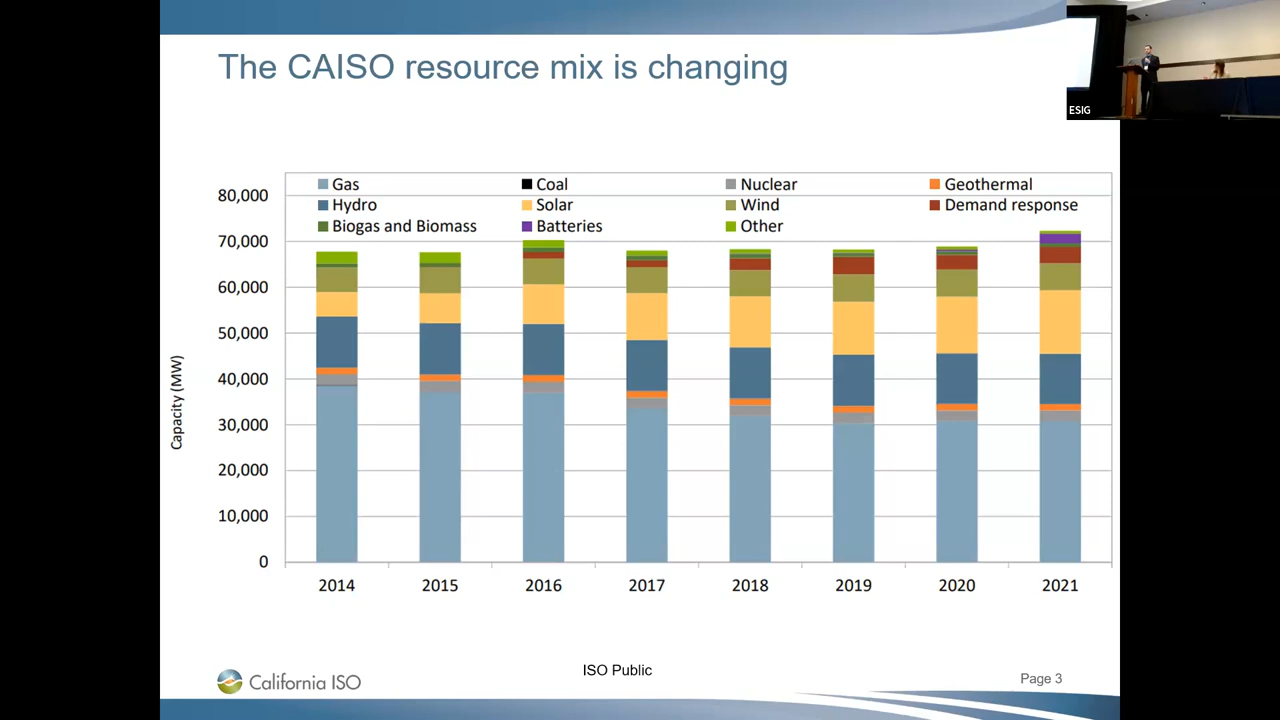 The CAISO resource mix is changing
ESIG
Gas Coal Nuclear Geothermal
Hydro Solar Wind Demand response
Biogas and Biomass Batteries Other
Capacity (MW)
80,000
70,000
60,000
50,000
40,000
30,000
20,000
10,000
0
2014 2015 2016 2017 2018 2019 2020 2021
California ISO
ISO Public
Page 3